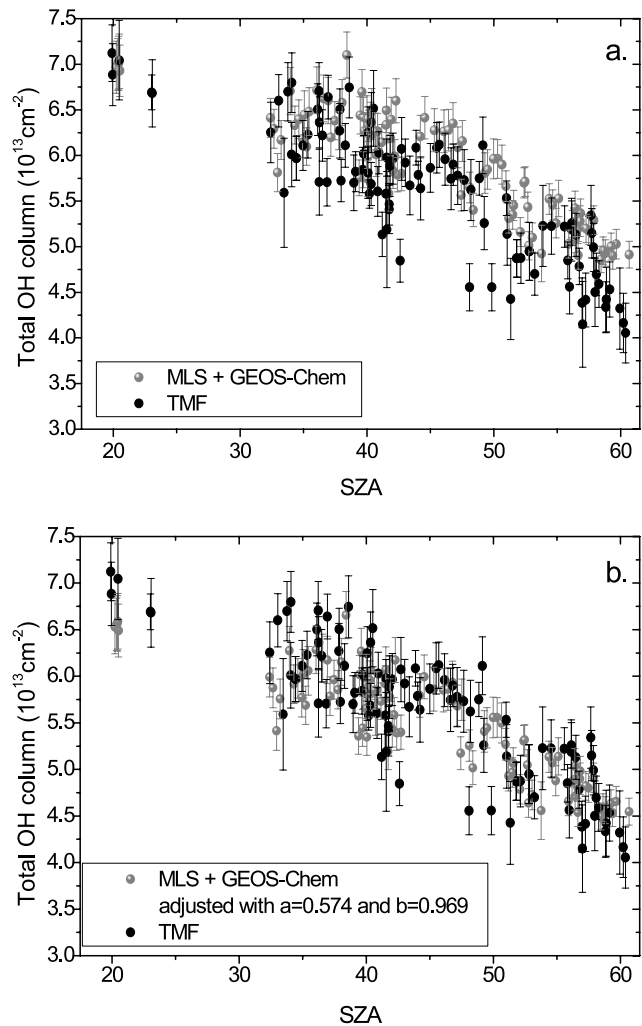 a.
7.5
7.0
6.5
6.0
5.5
5.0
4.5
4.0
3.5
3.0
Total OH column (10¹³cm⁻²)
MLS + GEOS-Chem
TMF
20 30 40 50 60
SZA
b.
7.5
7.0
6.5
6.0
5.5
5.0
4.5
4.0
3.5
3.0
Total OH column (10¹³cm⁻²)
MLS + GEOS-Chem
adjusted with a=0.574 and b=0.969
TMF
20 30 40 50 60
SZA